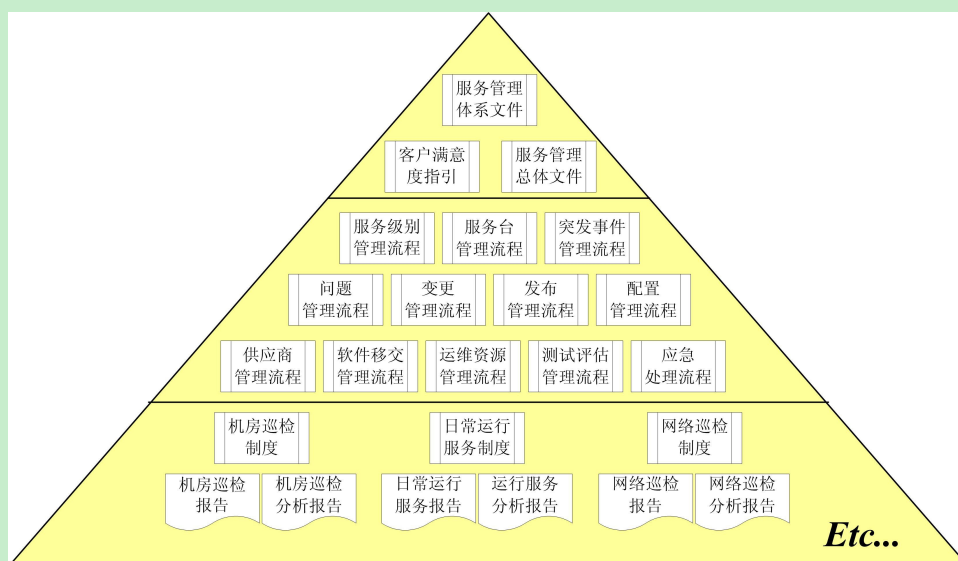 服务管理
体系文件
客户满意
度指引
服务管理
总体文件
服务级别
管理流程
服务台
管理流程
突发事件
管理流程
问题
管理流程
变更
管理流程
发布
管理流程
配置
管理流程
供应商
管理流程
软件移交
管理流程
运维资源
管理流程
测试评估
管理流程
应急
处理流程
机房巡检
制度
日常运行
服务制度
网络巡检
制度
机房巡检
报告
机房巡检
分析报告
日常运行
服务报告
运行服务
分析报告
网络巡检
报告
网络巡检
分析报告
Etc...